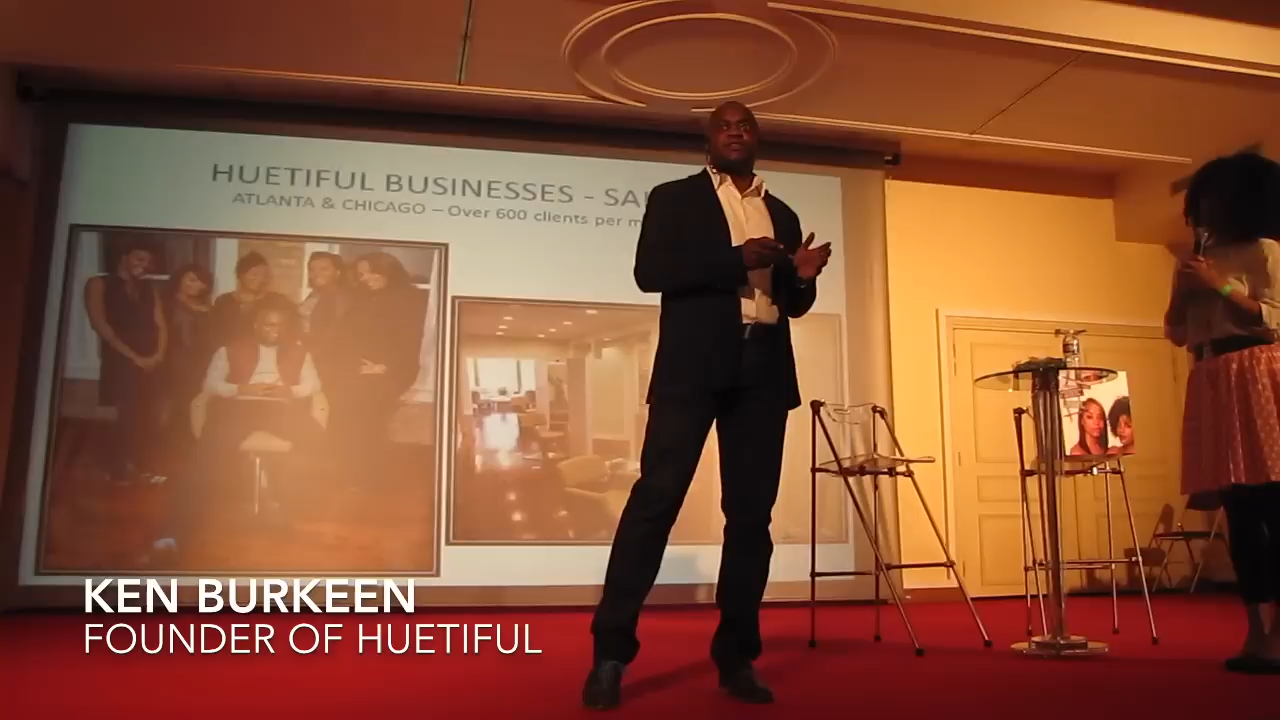 HUETIFUL BUSINESSES - SA
ATLANTA & CHICAGO – Over 600 clients per m
KEN BURKEEN
FOUNDER OF HUETIFUL